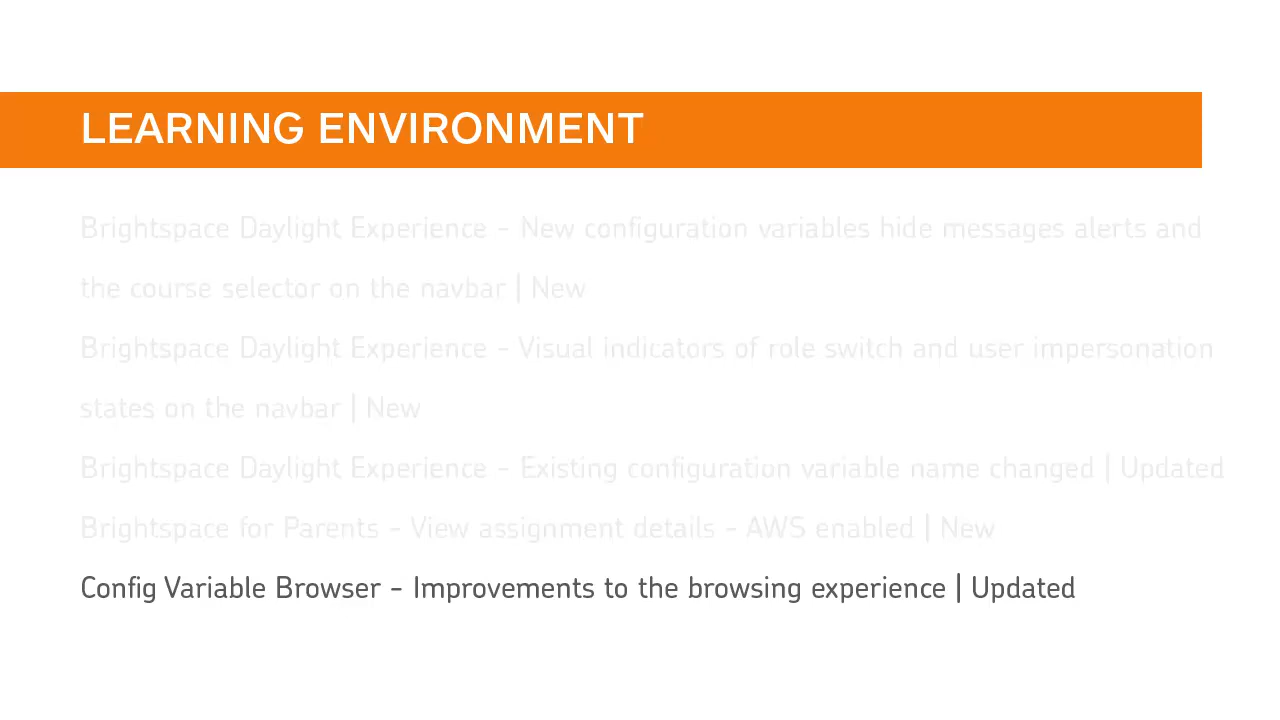 LEARNING ENVIRONMENT
Brightspace Daylight Experience - New configuration variables hide messages alerts and
the course selector on the navbar | New
Brightspace Daylight Experience - Visual indicators of role switch and user impersonation
states on the navbar | New
Brightspace Daylight Experience - Existing configuration variable name changed | Updated
Brightspace for Parents - View assignment details - AWS enabled | New
Config Variable Browser - Improvements to the browsing experience | Updated